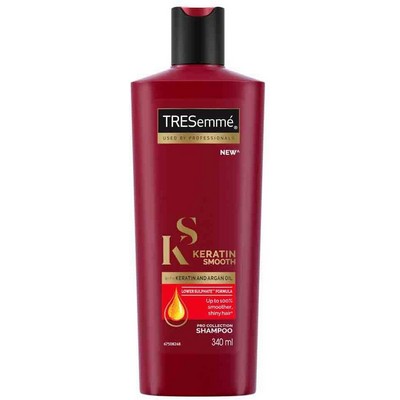 TRESemmé
USED BY PROFESSIONALS
NEW^
KS
KERATIN
SMOOTH
WITH KERATIN AND ARGAN OIL
LOWER SULPHATE™ FORMULA
Up to 100%
smoother,
shiny hair*
PRO COLLECTION
SHAMPOO
340 ml